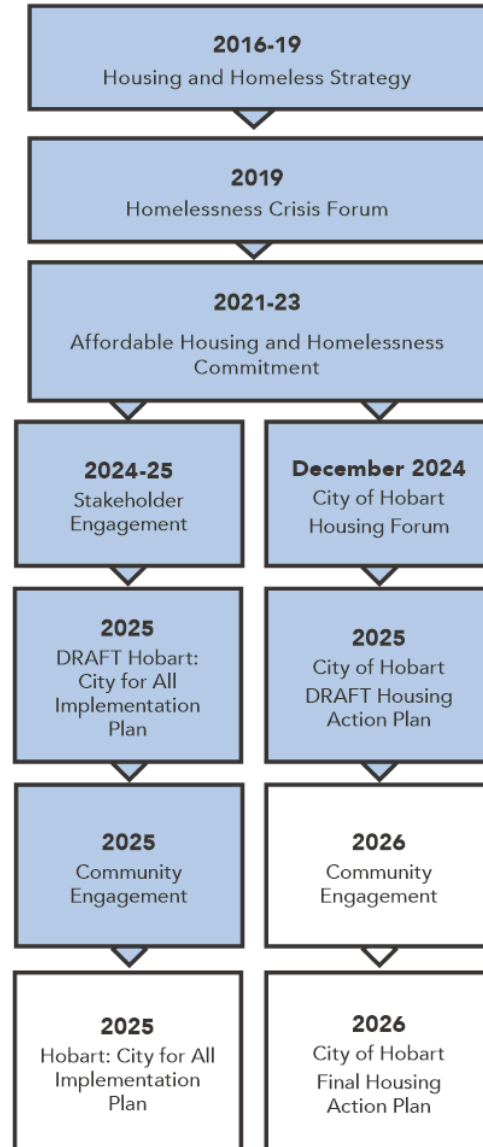 2016-19
Housing and Homeless Strategy
2019
Homelessness Crisis Forum
2021-23
Affordable Housing and Homelessness
Commitment
2024-25
Stakeholder
Engagement
December 2024
City of Hobart
Housing Forum
2025
DRAFT Hobart:
City for All
Implementation
Plan
2025
City of Hobart
DRAFT Housing
Action Plan
2025
Community
Engagement
2026
Community
Engagement
2025
Hobart: City for All
Implementation
Plan
2026
City of Hobart
Final Housing
Action Plan